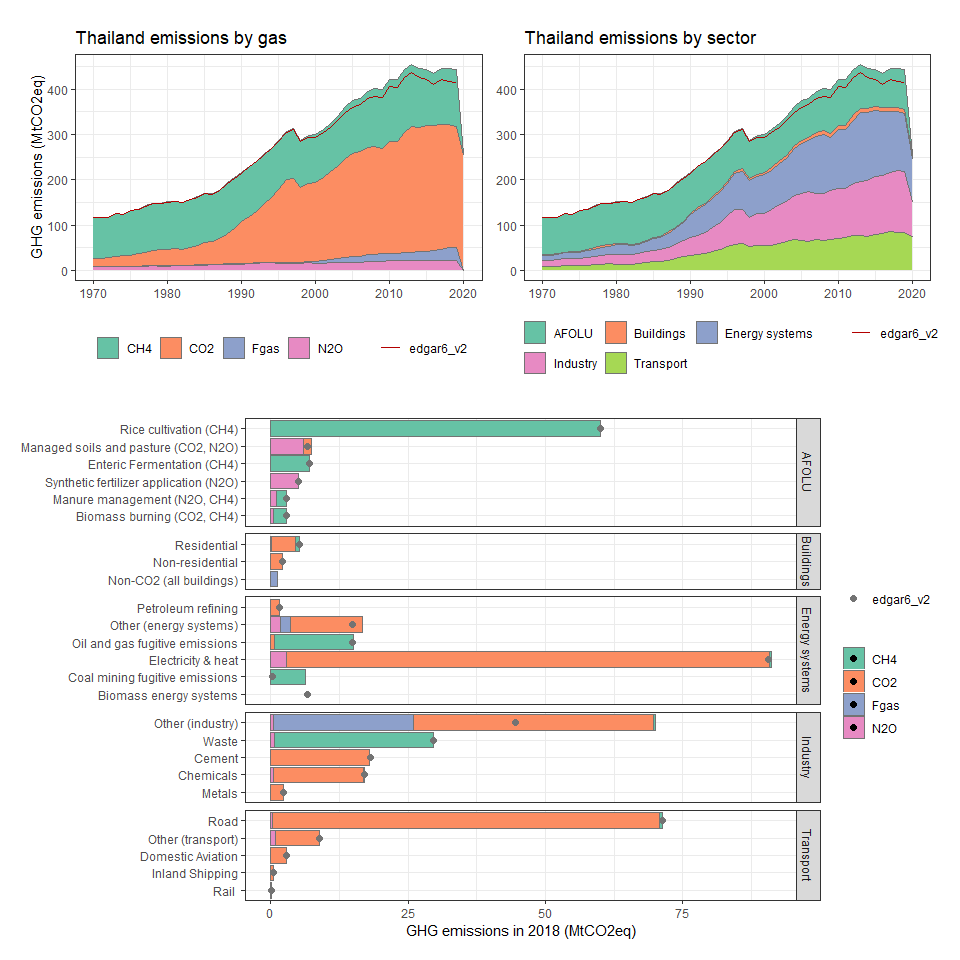 Thailand emissions by gas
Thailand emissions by sector
GHG emissions (MtCO2eq)
400
300
200
100
0
1970 1980 1990 2000 2010 2020
400
300
200
100
0
1970 1980 1990 2000 2010 2020
CH4 CO2 Fgas N2O edgar6_v2
AFOLU Buildings Energy systems edgar6_v2
Industry Transport
Rice cultivation (CH4)
Managed soils and pasture (CO2, N2O)
Enteric Fermentation (CH4)
Synthetic fertilizer application (N2O)
Manure management (N2O, CH4)
Biomass burning (CO2, CH4)
AFOLU
Residential
Non-residential
Non-CO2 (all buildings)
Buildings
Petroleum refining
Other (energy systems)
Oil and gas fugitive emissions
Electricity & heat
Coal mining fugitive emissions
Biomass energy systems
Energy systems
Other (industry)
Waste
Cement
Chemicals
Metals
Industry
Road
Other (transport)
Domestic Aviation
Inland Shipping
Rail
Transport
0 25 50 75
GHG emissions in 2018 (MtCO2eq)
edgar6_v2
CH4
CO2
Fgas
N2O